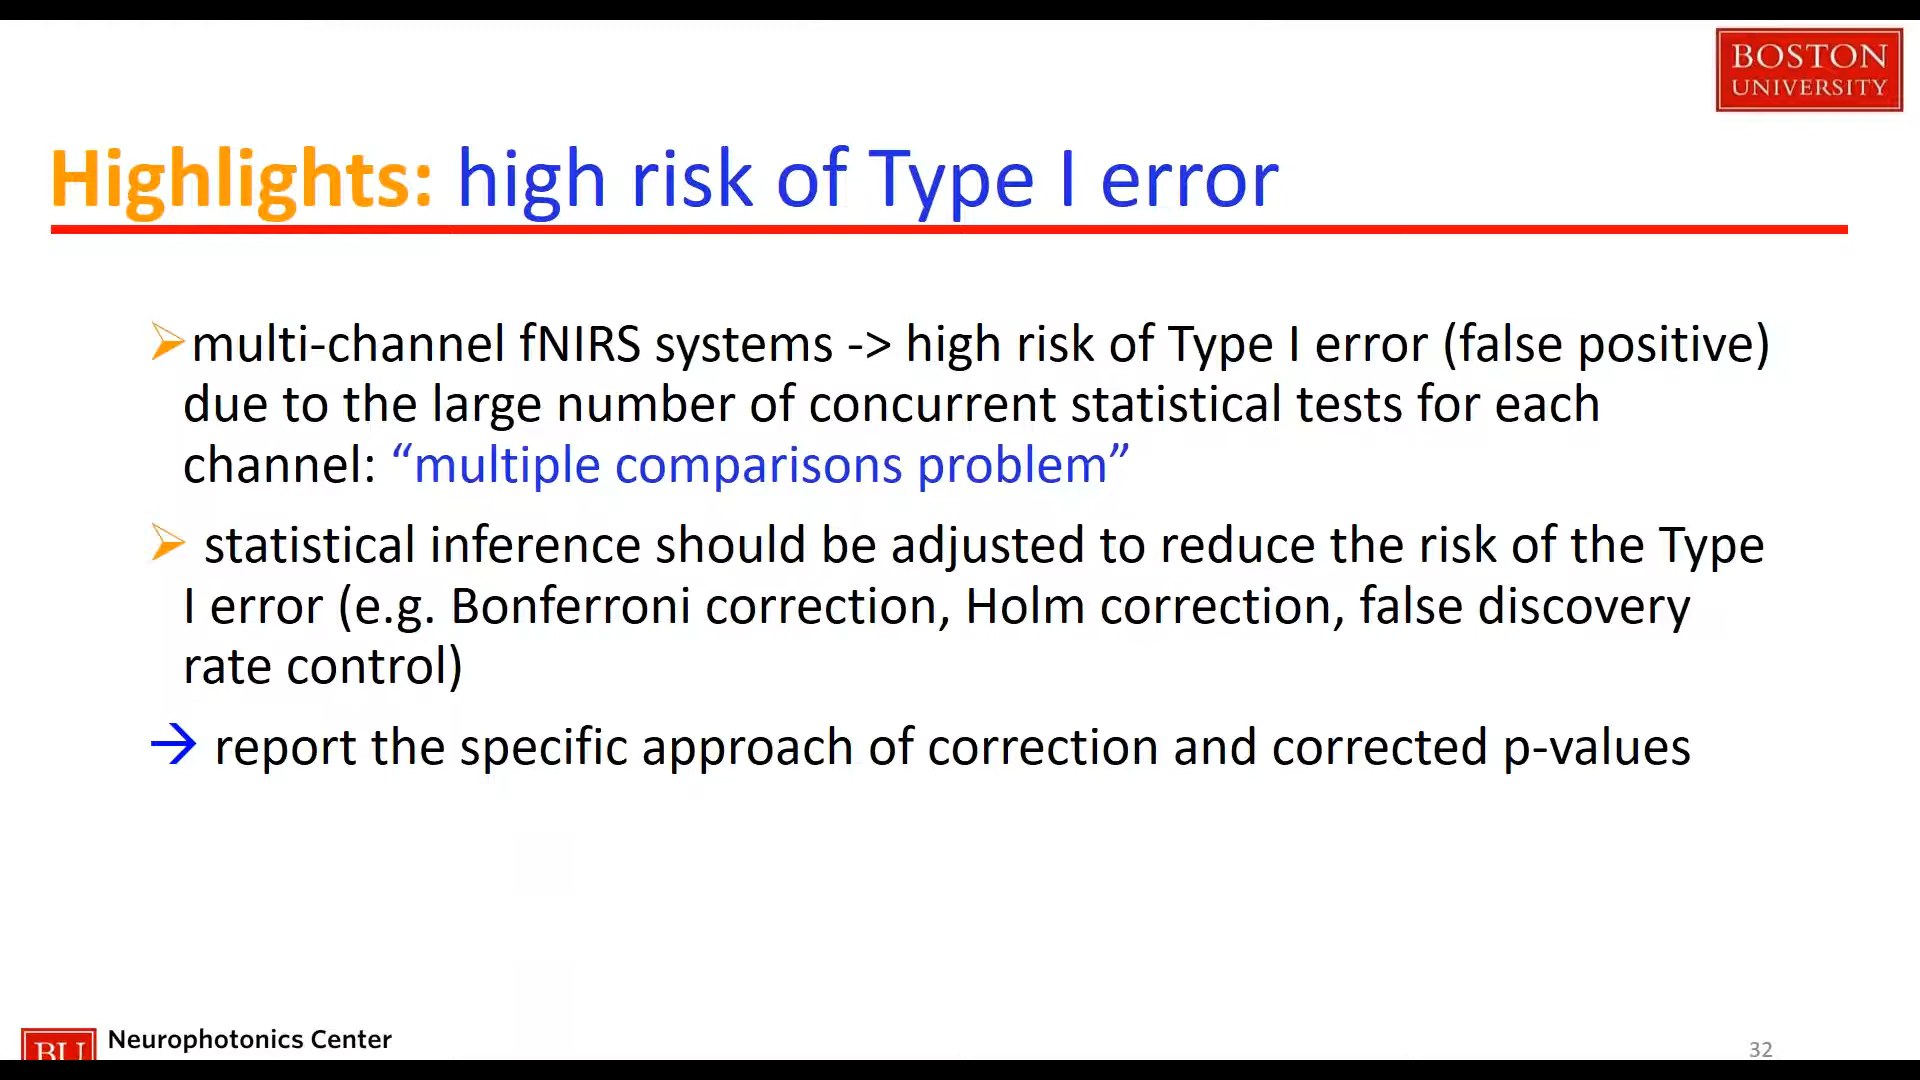 BOSTON
UNIVERSITY
Highlights: high risk of Type I error
multi-channel fNIRS systems -> high risk of Type I error (false positive)
due to the large number of concurrent statistical tests for each
channel: “multiple comparisons problem”
statistical inference should be adjusted to reduce the risk of the Type
I error (e.g. Bonferroni correction, Holm correction, false discovery
rate control)
→ report the specific approach of correction and corrected p-values
BU Neurophotonics Center
32